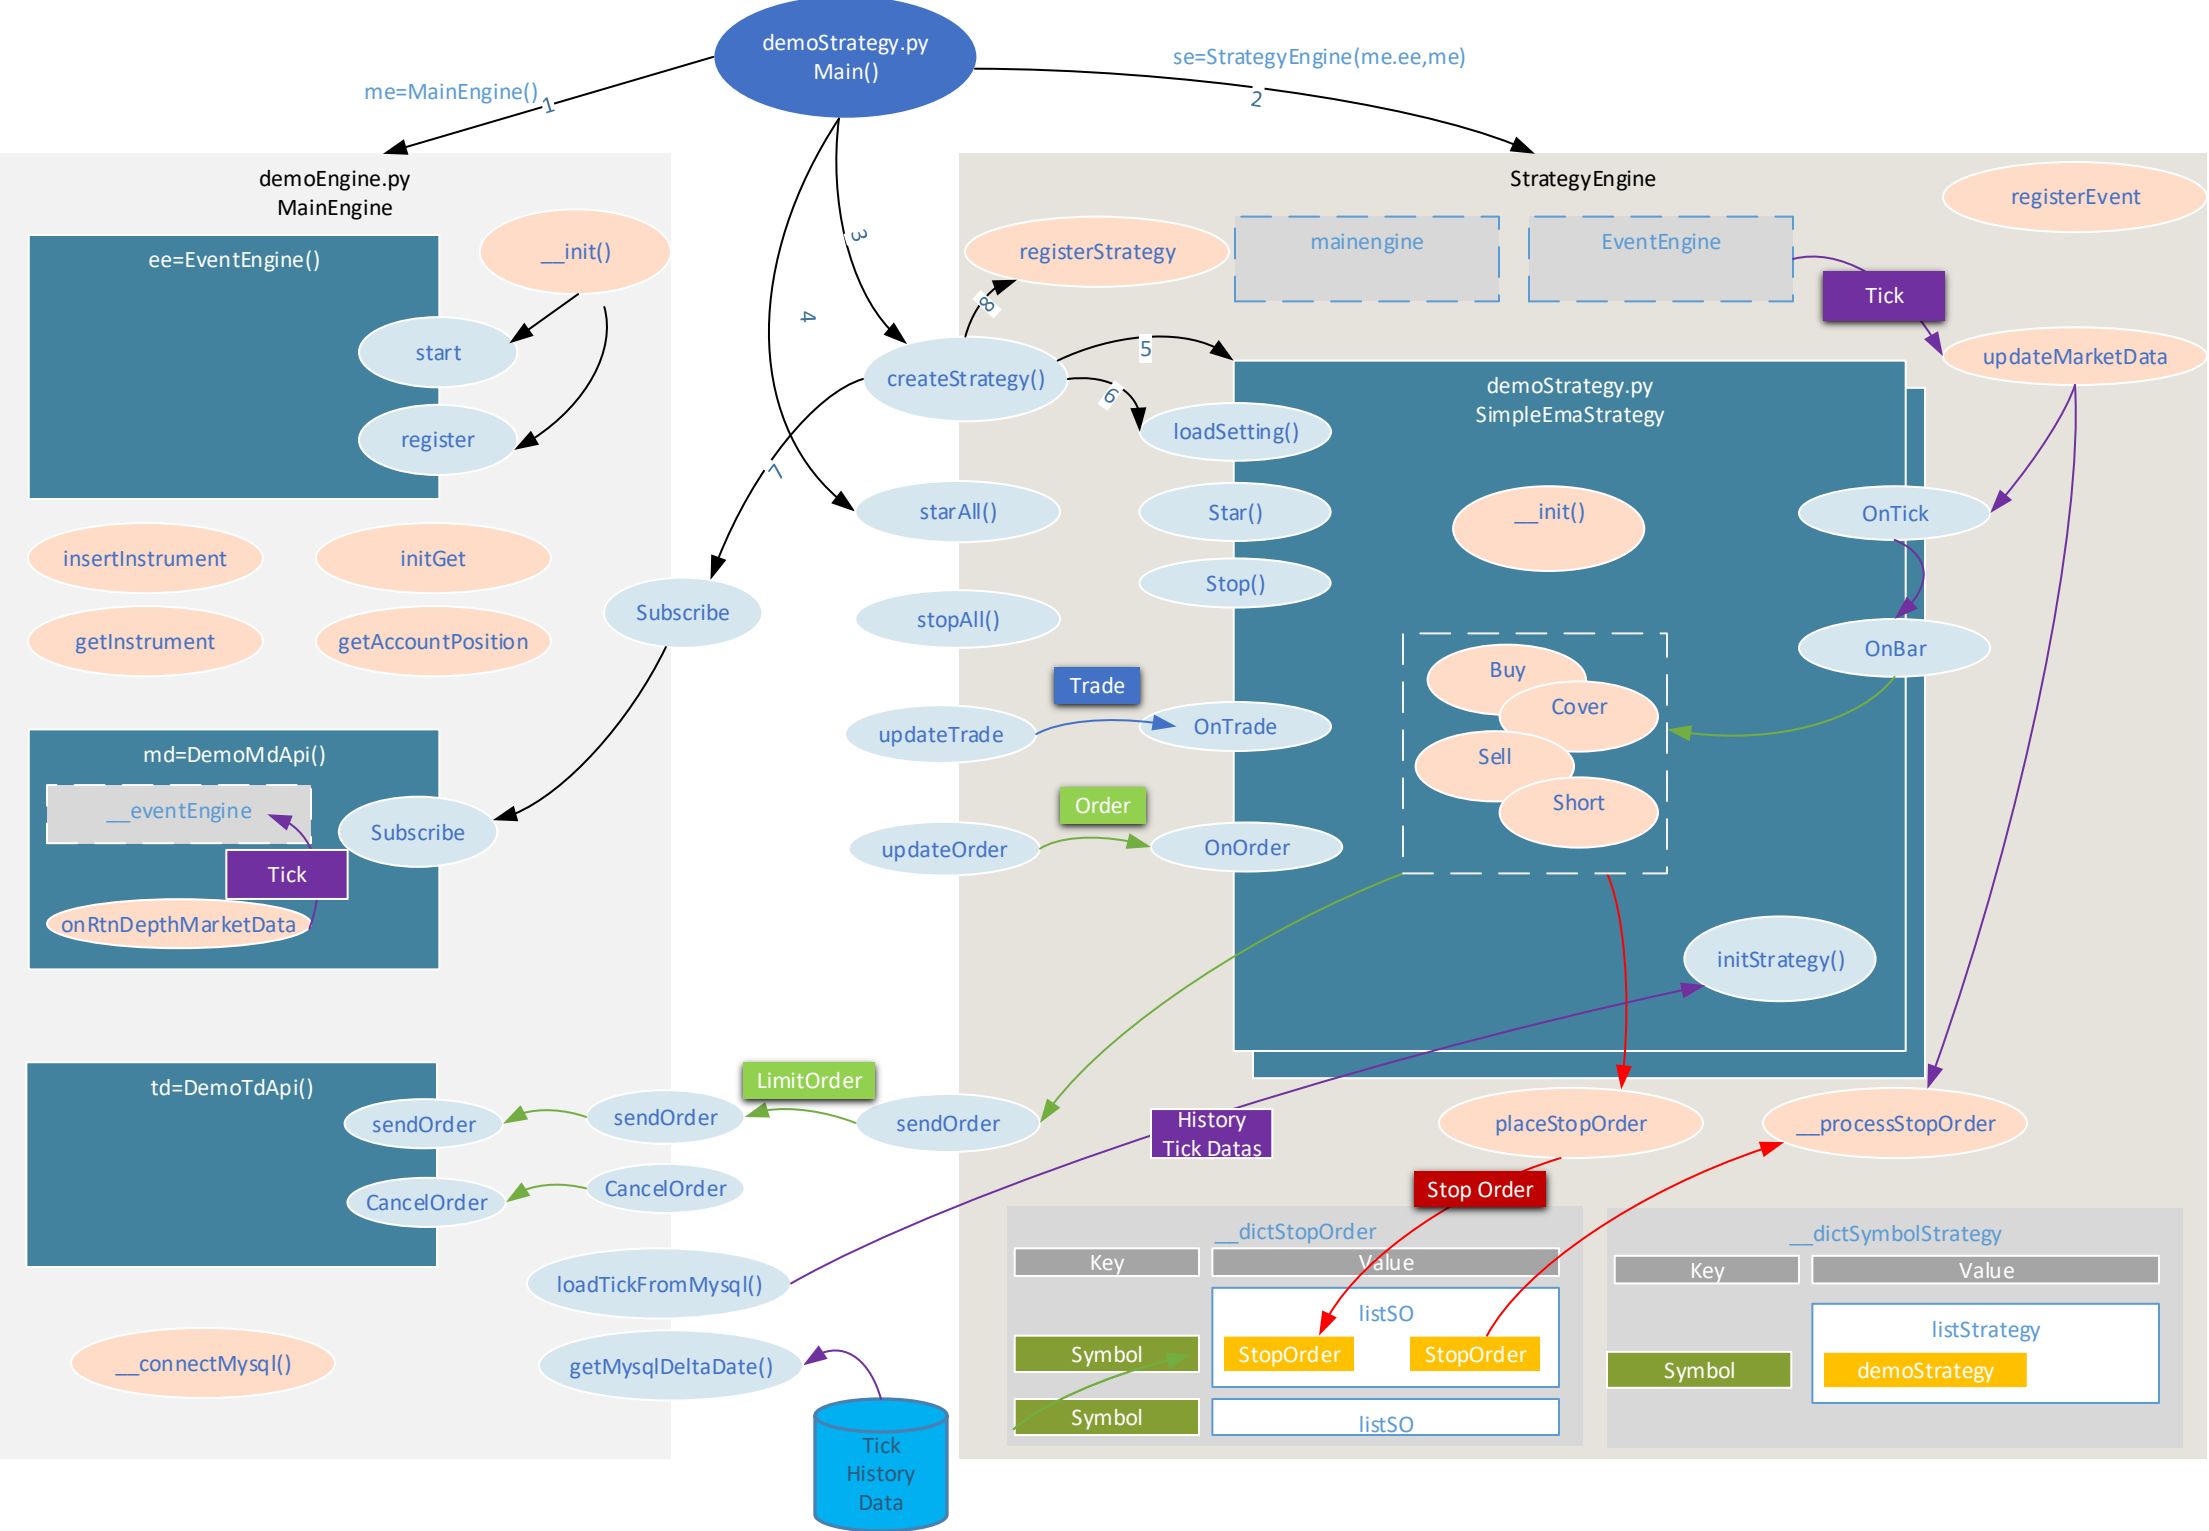 demoStrategy.py
Main()
me=MainEngine()
1
se=StrategyEngine(me.ee,me)
2
3
4
demoEngine.py
MainEngine
ee=EventEngine()
__init()
start
register
insertInstrument
initGet
getInstrument
getAccountPosition
md=DemoMdApi()
__eventEngine
Tick
onRtnDepthMarketData
Subscribe
Subscribe
td=DemoTdApi()
sendOrder
CancelOrder
sendOrder
CancelOrder
LimitOrder
loadTickFromMysql()
__connectMysql()
getMysqlDeltaDate()
Tick
History
Data
StrategyEngine
registerEvent
registerStrategy
mainengine
EventEngine
Tick
updateMarketData
8
createStrategy()
5
6
7
demoStrategy.py
SimpleEmaStrategy
loadSetting()
starAll()
Star()
__init()
OnTick
Stop()
stopAll()
OnBar
Buy
Cover
Sell
Short
Trade
updateTrade
OnTrade
Order
updateOrder
OnOrder
initStrategy()
sendOrder
History
Tick Datas
placeStopOrder
__processStopOrder
Stop Order
__dictStopOrder
Key
Value
listSO
Symbol
StopOrder
StopOrder
Symbol
listSO
__dictSymbolStrategy
Key
Value
listStrategy
Symbol
demoStrategy